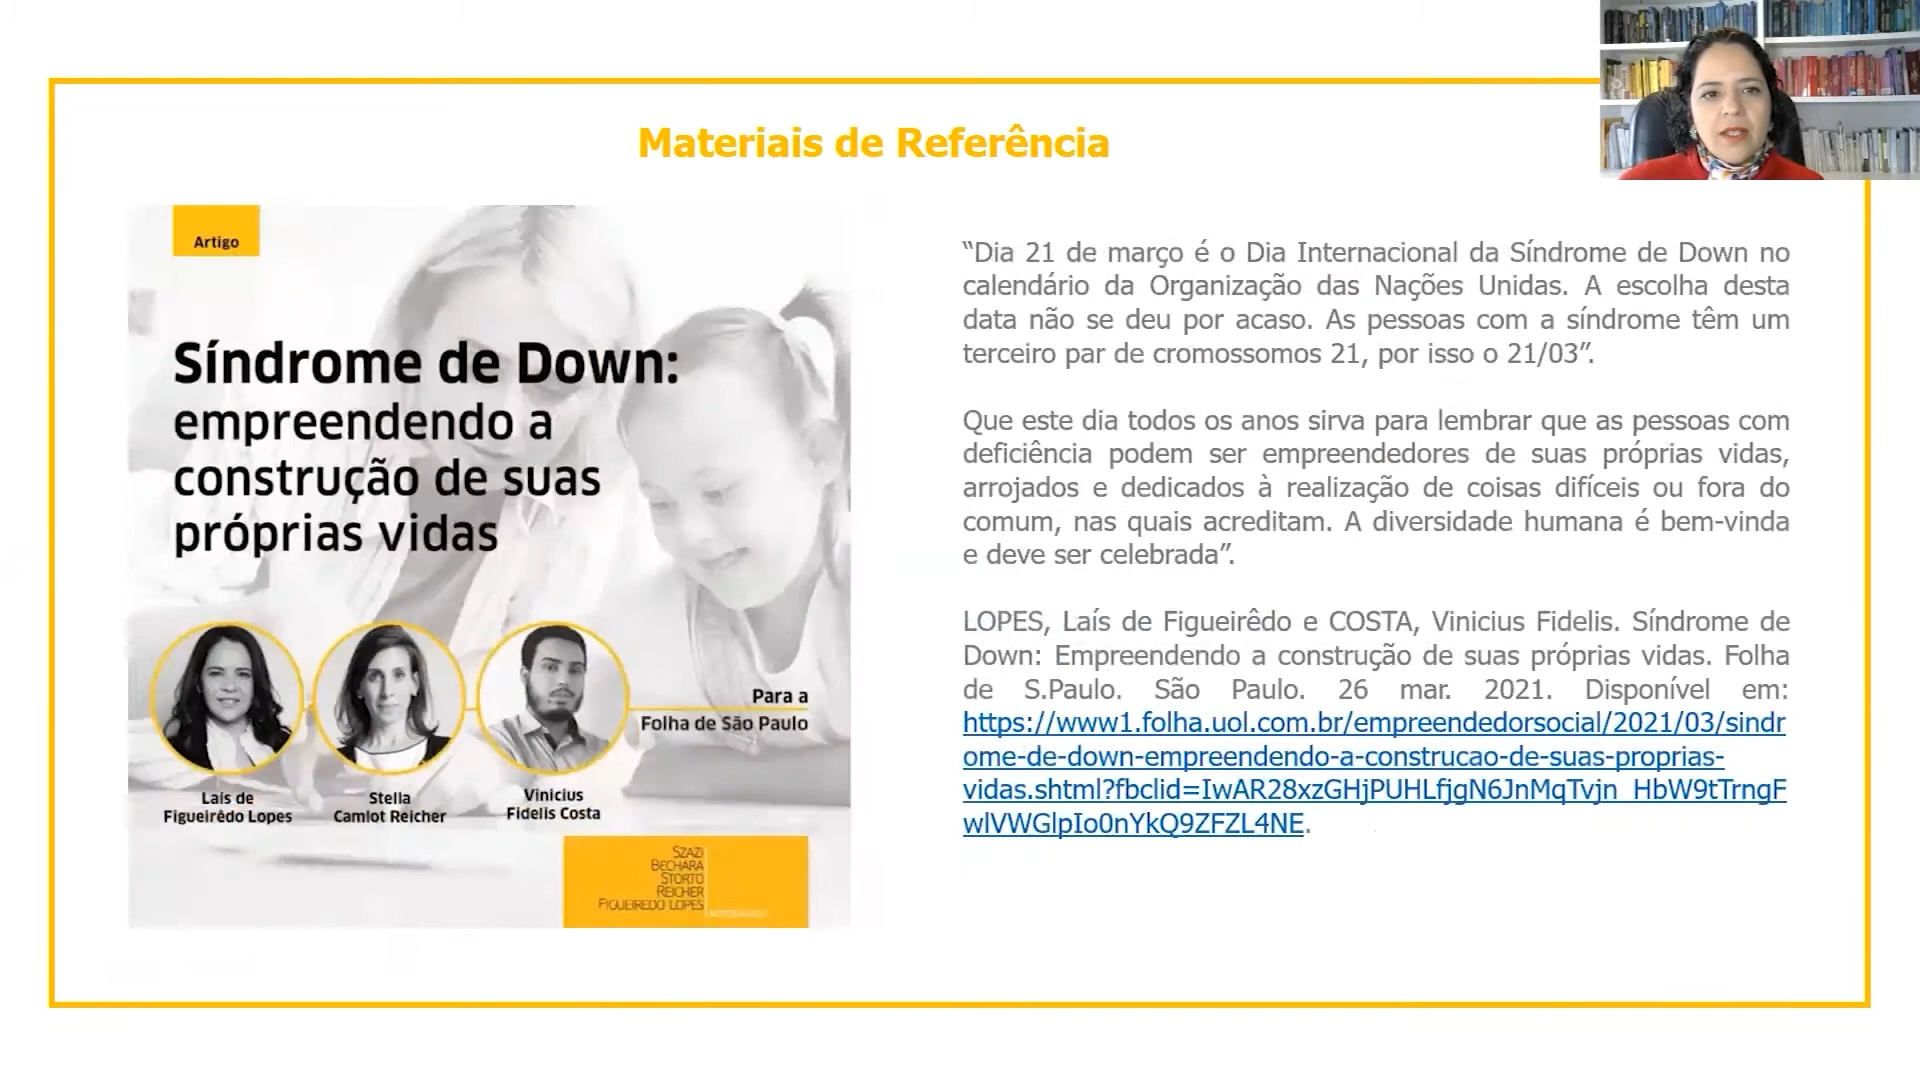 Materiais de Referência
Artigo
Síndrome de Down:
empreendendo a
construção de suas
próprias vidas
Para a
Folha de São Paulo
Laís de
Figueirêdo Lopes
Stella
Camlot Reicher
Vinicius
Fidelis Costa
SZAZI
BECHARA
STORTO
REICHER
FIGUEIREDO LOPES
“Dia 21 de março é o Dia Internacional da Síndrome de Down no
calendário da Organização das Nações Unidas. A escolha desta
data não se deu por acaso. As pessoas com a síndrome têm um
terceiro par de cromossomos 21, por isso o 21/03”.
Que este dia todos os anos sirva para lembrar que as pessoas com
deficiência podem ser empreendedores de suas próprias vidas,
arrojados e dedicados à realização de coisas difíceis ou fora do
comum, nas quais acreditam. A diversidade humana é bem-vinda
e deve ser celebrada”.
LOPES, Laís de Figueirêdo e COSTA, Vinicius Fidelis. Síndrome de
Down: Empreendendo a construção de suas próprias vidas. Folha
de S.Paulo. São Paulo. 26 mar. 2021. Disponível em:
https://www1.folha.uol.com.br/empreendedorsocial/2021/03/sindr
ome-de-down-empreendendo-a-construcao-de-suas-proprias-
vidas.shtml?fbclid=IwAR28xzGHjPUHLfjgN6JnMqTvjn_HbW9tTrngF
wlVWGlpIo0nYkQ9ZFZL4NE.